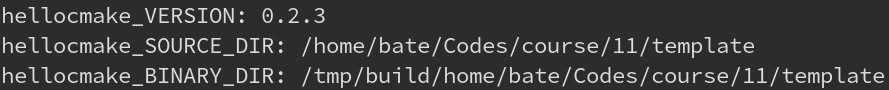 hellocmake_VERSION: 0.2.3
hellocmake_SOURCE_DIR: /home/bate/Codes/course/11/template
hellocmake_BINARY_DIR: /tmp/build/home/bate/Codes/course/11/template